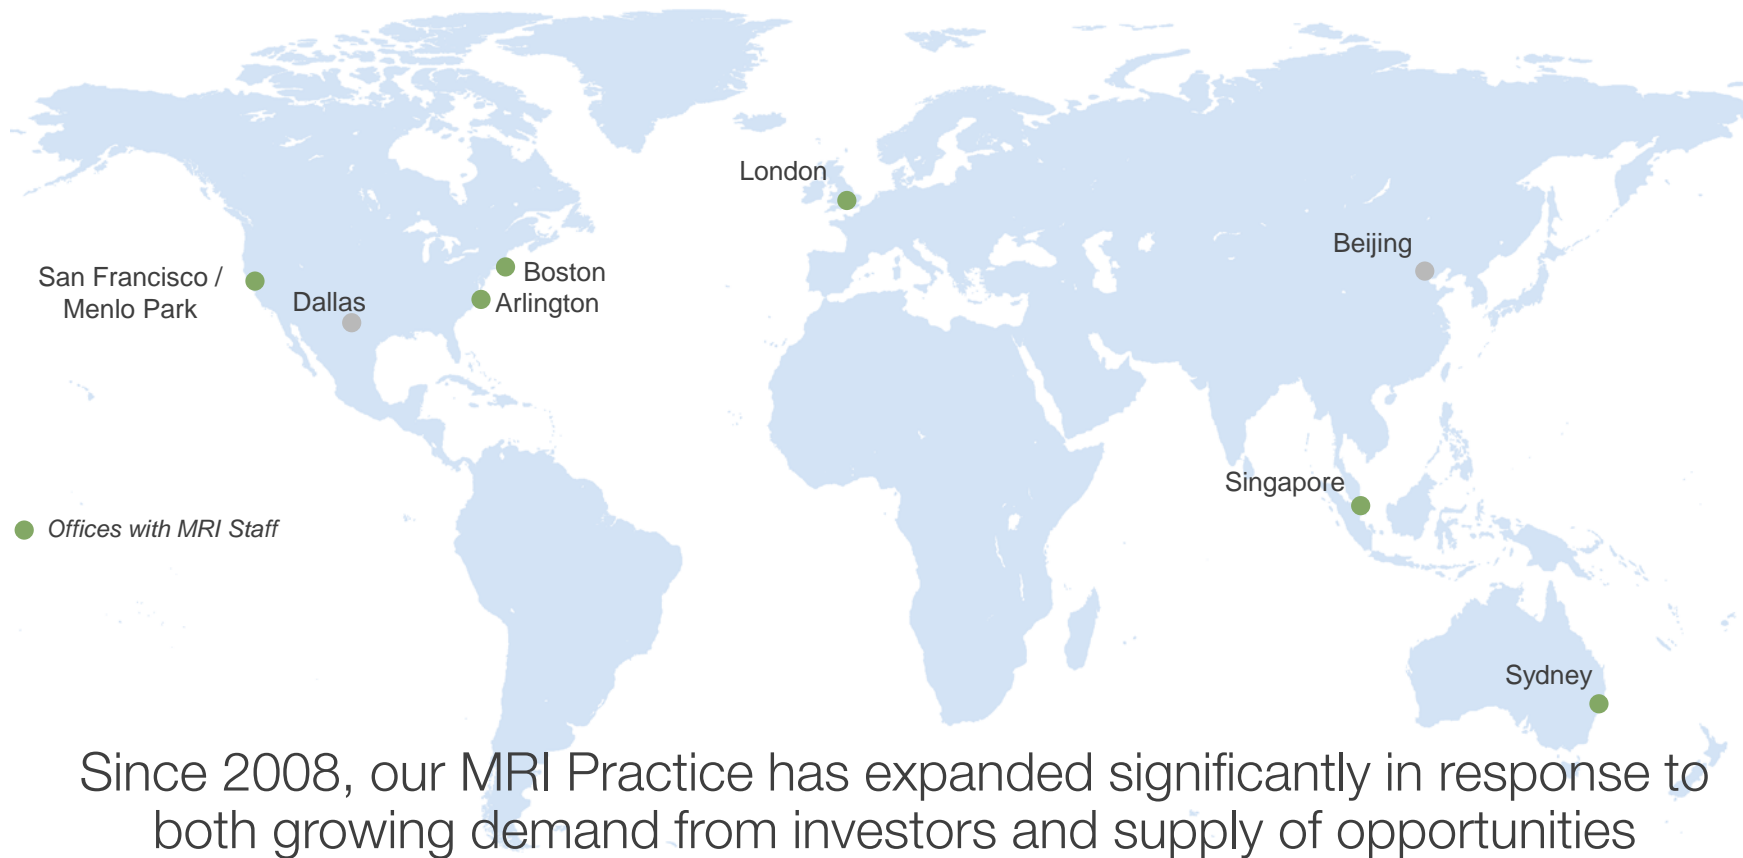 London
Beijing
San Francisco /
Menlo Park
Dallas
Boston
Arlington
Singapore
Offices with MRI Staff
Sydney
Since 2008, our MRI Practice has expanded significantly in response to
both growing demand from investors and supply of opportunities